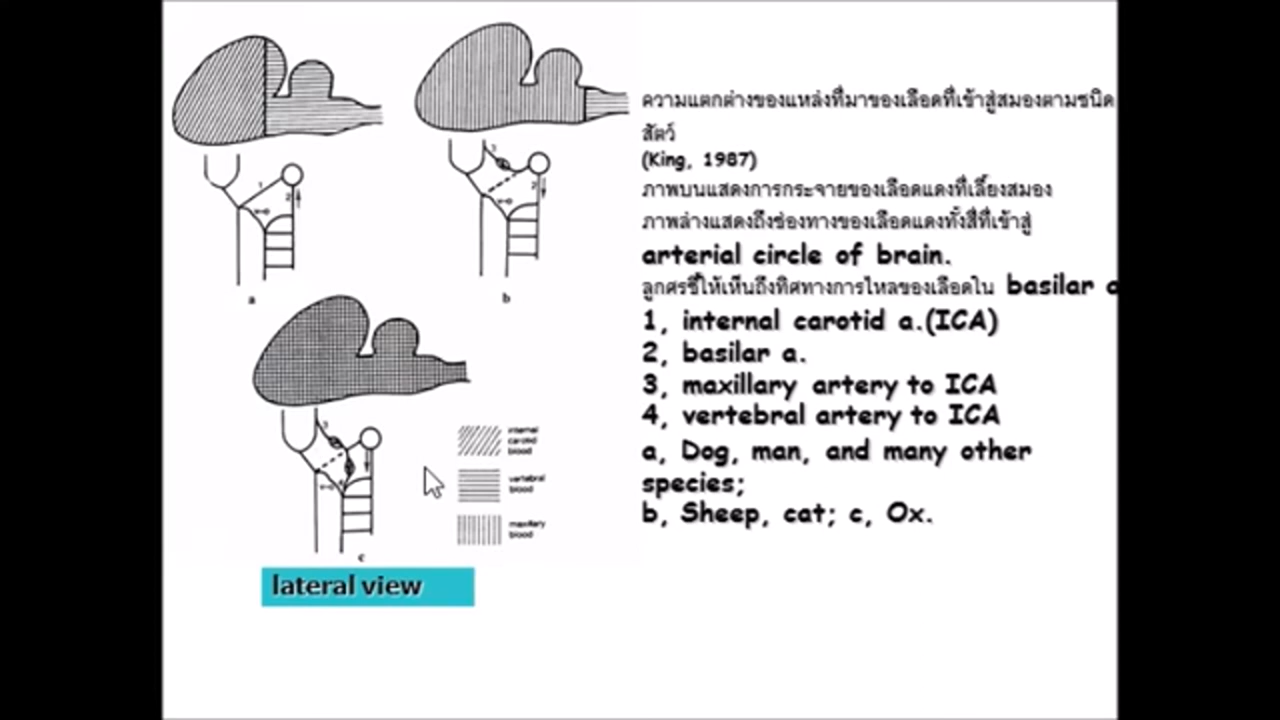 ความแตกต่างของแหล่งที่มาของเลือดที่เข้าสู่สมองตามชนิด
สัตว์
(King, 1987)
ภาพบนแสดงการกระจายของเลือดแดงที่เลี้ยงสมอง
ภาพล่างแสดงถึงช่องทางของเลือดแดงทั้งสี่ที่เข้าสู่
arterial circle of brain.
ลูกศรชี้ให้เห็นถึงทิศทางการไหลของเลือดใน basilar a
1, internal carotid a.(ICA)
2, basilar a.
3, maxillary artery to ICA
4, vertebral artery to ICA
a, Dog, man, and many other
species;
b, Sheep, cat; c, Ox.
1
2
a
3
2
b
3
c
internal
carotid
blood
vertebral
blood
maxillary
blood
lateral view